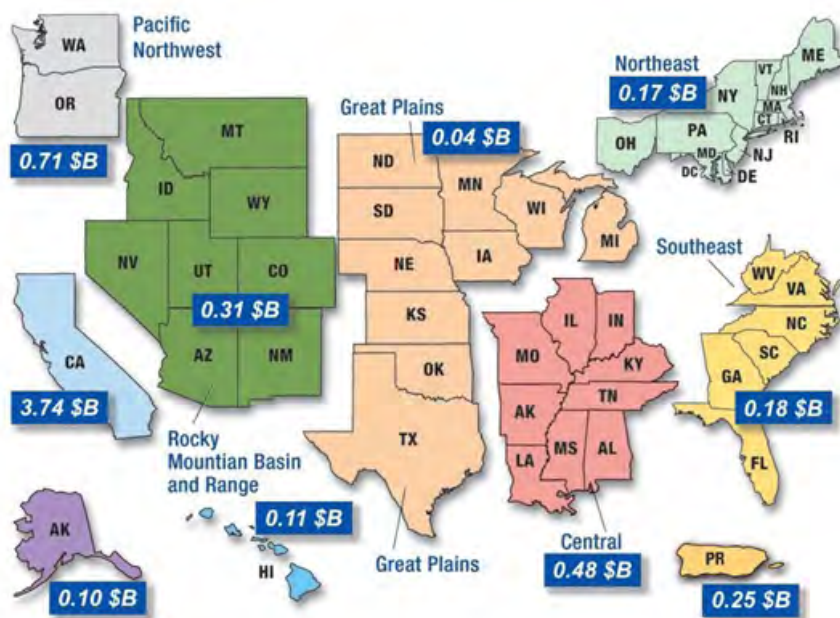 Pacific
Northwest
WA
OR
0.71 $B
MT
ID
WY
NV
UT
CO
0.31 $B
AZ
NM
Rocky
Mountian Basin
and Range
CA
3.74 $B
AK
0.10 $B
0.11 $B
HI
Great Plains
0.04 $B
ND
MN
SD
WI
MI
NE
IA
KS
OK
TX
Great Plains
Northeast
0.17 $B
ME
VT
NH
NY
MA
CT
RI
PA
OH
NJ
MD
DE
DC
Southeast
WV
VA
NC
SC
GA
0.18 $B
FL
IL
IN
MO
KY
TN
AK
MS
AL
LA
Central
0.48 $B
PR
0.25 $B